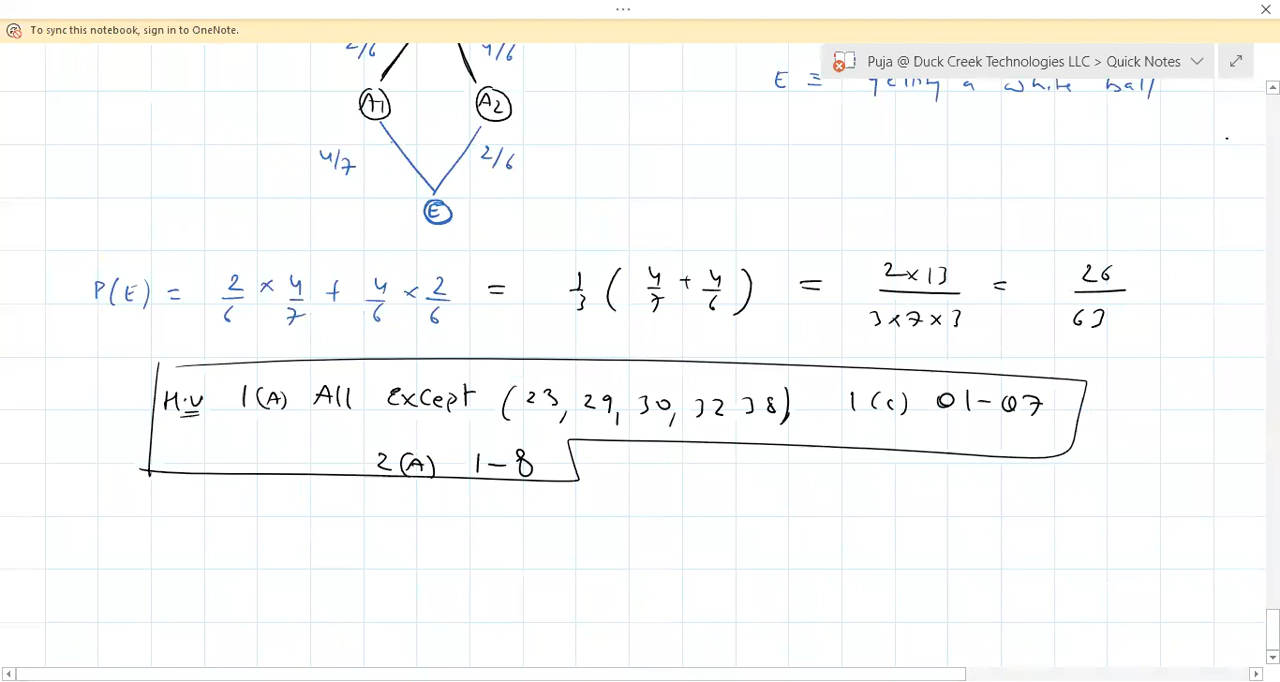 ...
To sync this notebook, sign in to OneNote.
Puja @ Duck Creek Technologies LLC > Quick Notes
2/6 4/6
E ≡ getting a white ball
A1 A2
4/7 2/6
E
P(E) = 2/6 × 4/7 + 4/6 × 2/6 = 1/3 ( 4/7 + 4/6 ) = 2×13 / 3×7×3 = 26/63
H.W 1(A) All Except (23, 29, 30, 32 38) 1(C) 01-07
2(A) 1-8